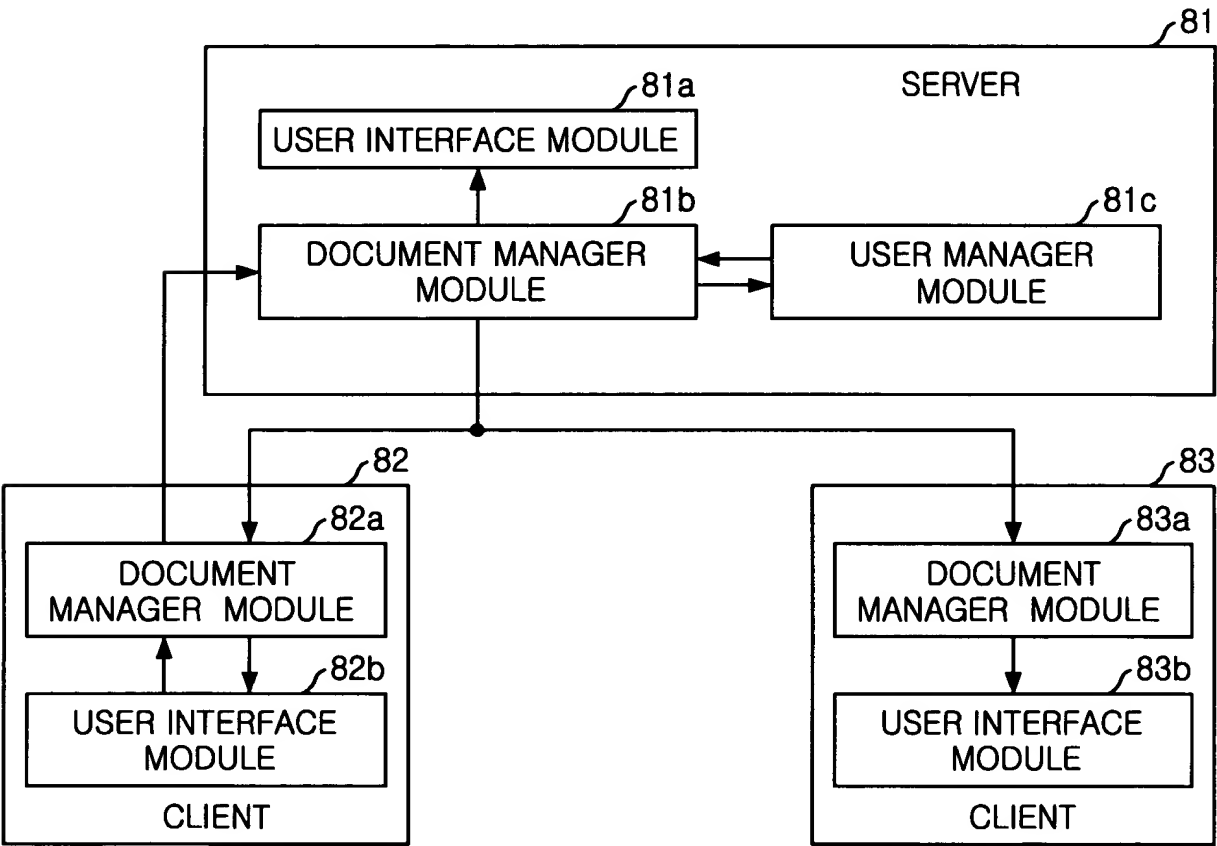 81
SERVER
81a
USER INTERFACE MODULE
81b
DOCUMENT MANAGER
MODULE
81c
USER MANAGER
MODULE
82
82a
DOCUMENT
MANAGER MODULE
82b
USER INTERFACE
MODULE
CLIENT
83
83a
DOCUMENT
MANAGER MODULE
83b
USER INTERFACE
MODULE
CLIENT